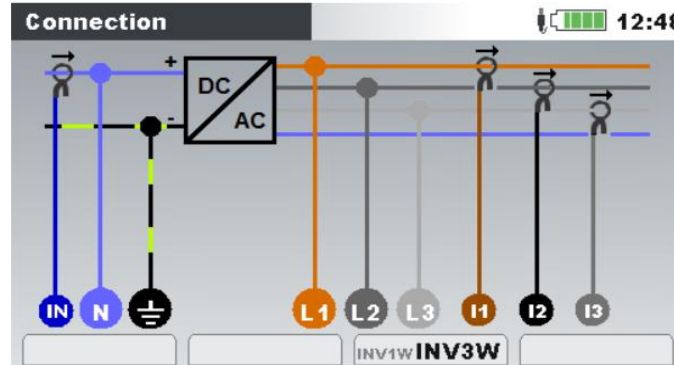 Connection 12:48
+
DC
-
AC
IN N L1 L2 L3 I1 I2 I3
INV1W INV3W